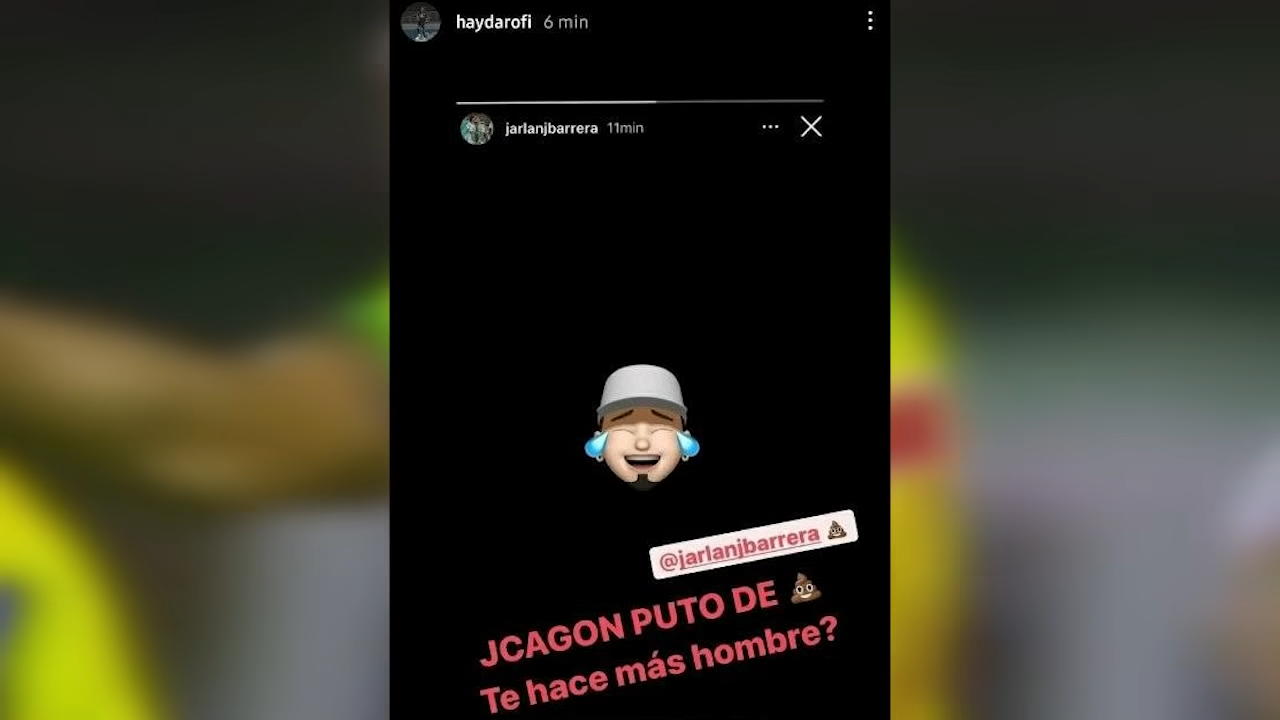 haydarofi 6 min
jarlanjbarrera 11min
@jarlanjbarrera 💩
JCAGON PUTO DE 💩
Te hace más hombre?